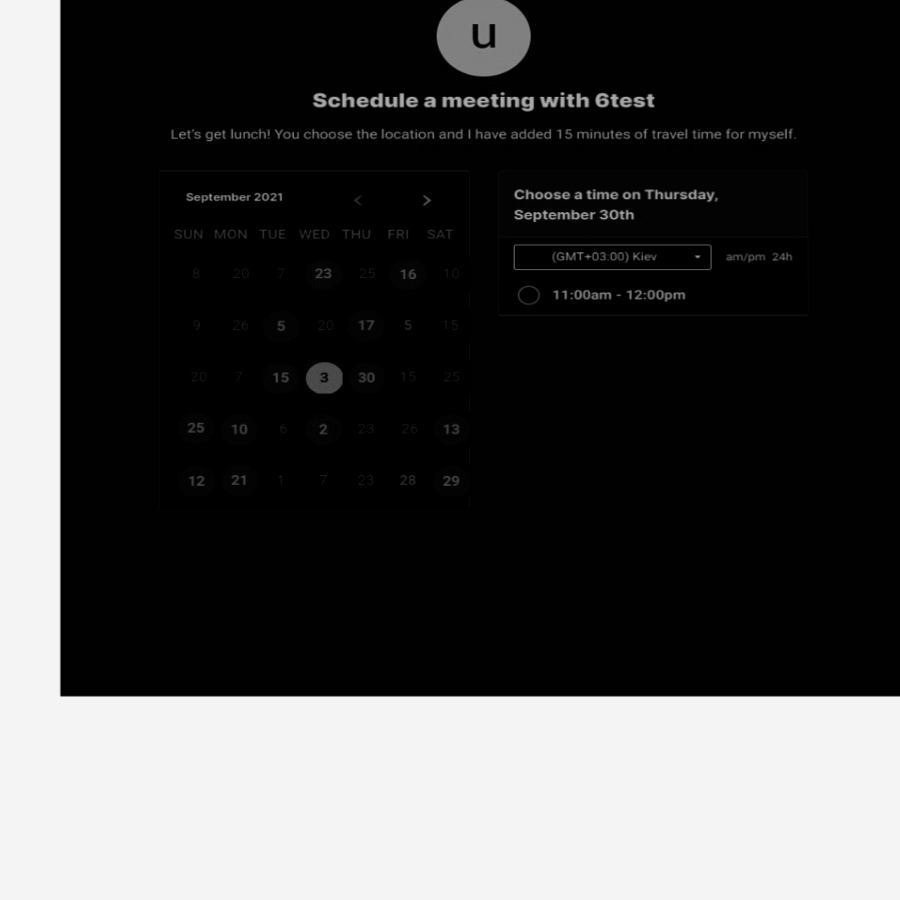 u
Schedule a meeting with 6test
Let's get lunch! You choose the location and I have added 15 minutes of travel time for myself.
September 2021 < >
SUN MON TUE WED THU FRI SAT
8 20 7 23 25 16 10
9 26 5 20 17 5 15
20 7 15 3 30 15 25
25 10 6 2 23 26 13
12 21 1 7 23 28 29
Choose a time on Thursday,
September 30th
(GMT+03:00) Kiev am/pm 24h
11:00am - 12:00pm